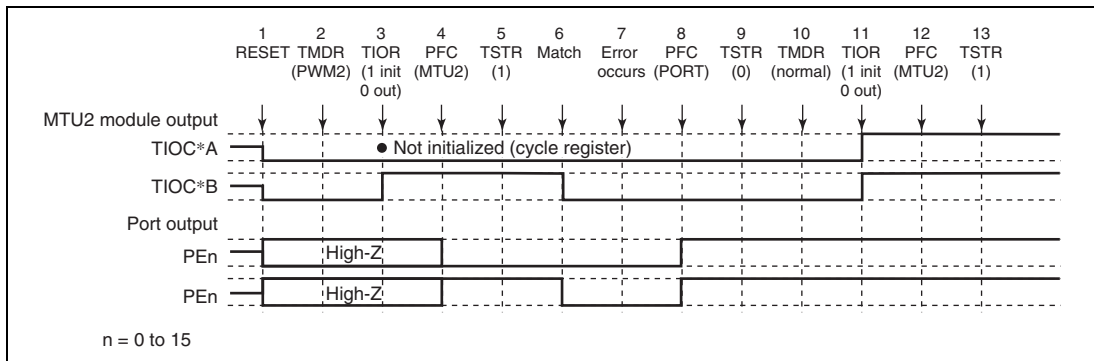 1 2 3 4 5 6 7 8 9 10 11 12 13
RESET TMDR TIOR PFC TSTR Match Error PFC TSTR TMDR TIOR PFC TSTR
(PWM2) (1 init (MTU2) (1) occurs (PORT) (0) (normal) (1 init (MTU2) (1)
0 out) 0 out)
MTU2 module output
TIOC*A
● Not initialized (cycle register)
TIOC*B
Port output
PEn High-Z
PEn High-Z
n = 0 to 15